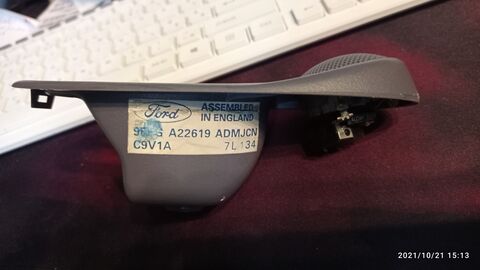 Ford
ASSEMBLED
IN ENGLAND
A22619 ADMJCN
C9V1A 7L134
2021/10/21 15:13